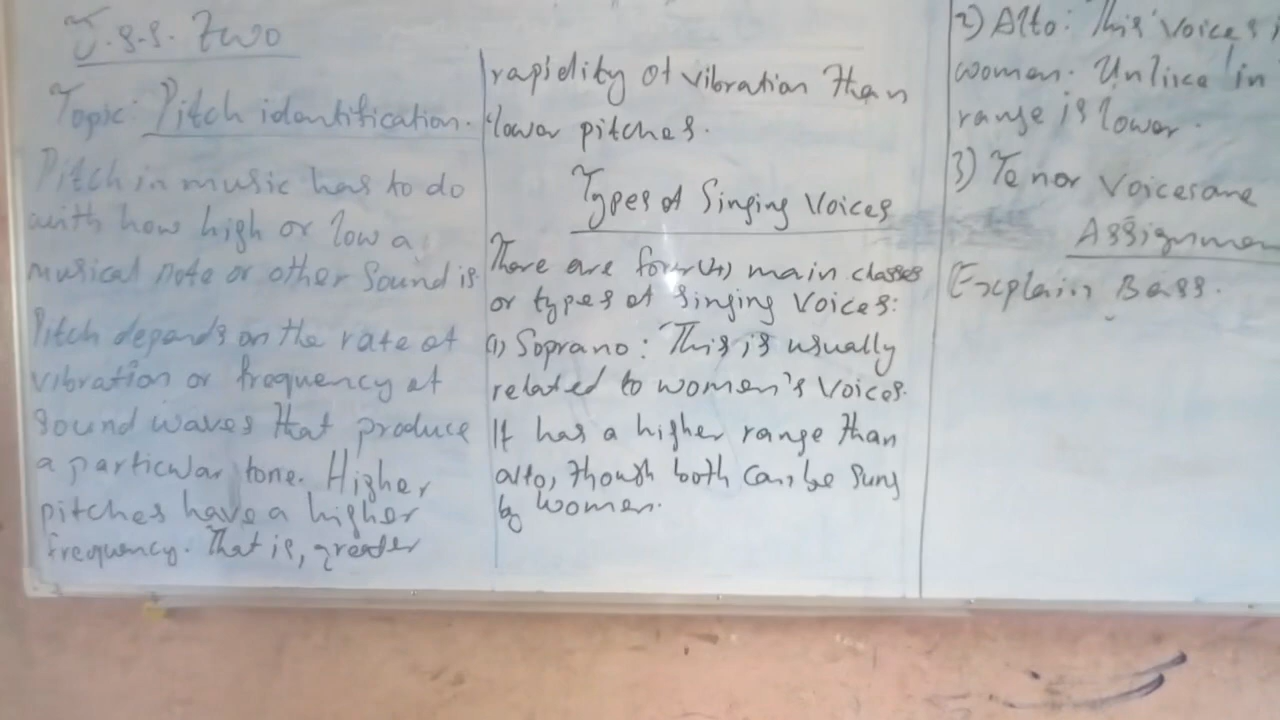 J.S.S. Two
Topic: Pitch identification.
Pitch in music has to do
with how high or low a
musical note or other sound is.
Pitch depends on the rate of
vibration or frequency of
sound waves that produce
a particular tone. Higher
pitches have a higher
frequency. That is, greater
rapidity of vibration than
lower pitches.
Types of Singing Voices
There are four(4) main classes
or types of singing voices:
(1) Soprano: This is usually
related to women's voices.
It has a higher range than
alto, though both can be sung
by women.
2) Alto: This voice
women. Unlike in
range is lower.
3) Tenor voices are
Assignmen
Explain Bass.